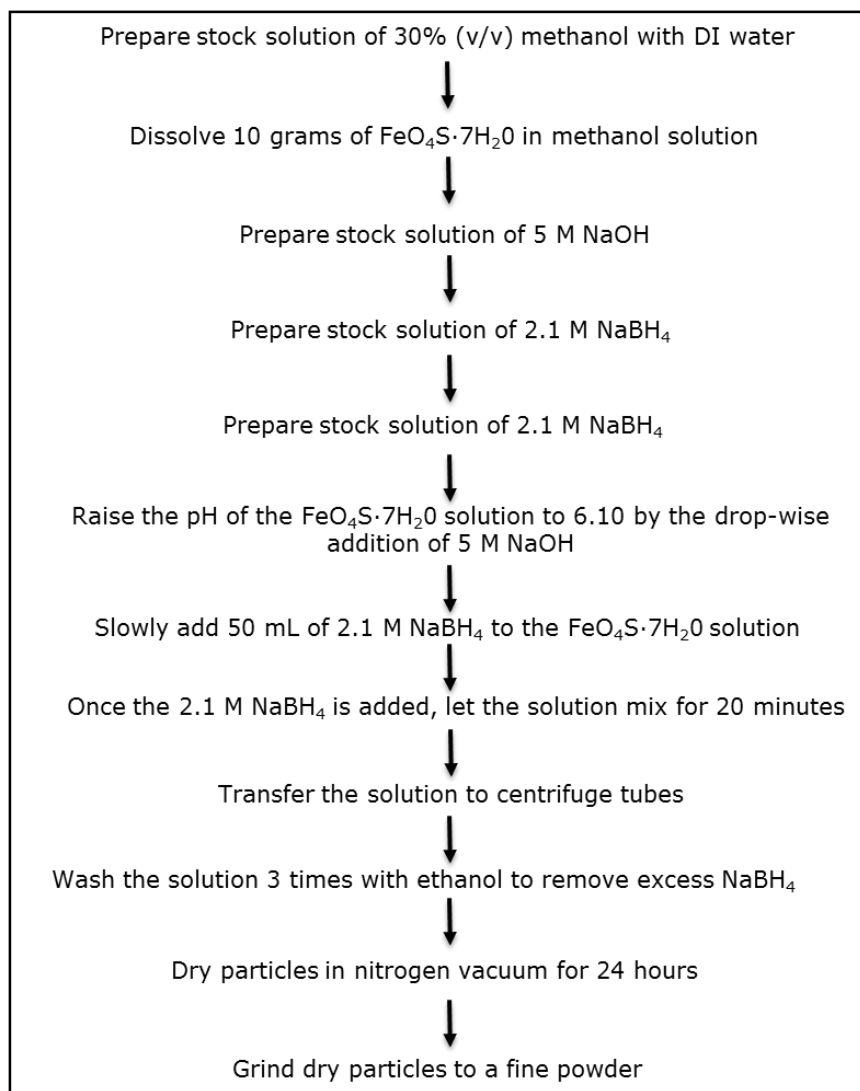 Prepare stock solution of 30% (v/v) methanol with DI water
Dissolve 10 grams of FeO₄S·7H₂0 in methanol solution
Prepare stock solution of 5 M NaOH
Prepare stock solution of 2.1 M NaBH₄
Prepare stock solution of 2.1 M NaBH₄
Raise the pH of the FeO₄S·7H₂0 solution to 6.10 by the drop-wise
addition of 5 M NaOH
Slowly add 50 mL of 2.1 M NaBH₄ to the FeO₄S·7H₂0 solution
Once the 2.1 M NaBH₄ is added, let the solution mix for 20 minutes
Transfer the solution to centrifuge tubes
Wash the solution 3 times with ethanol to remove excess NaBH₄
Dry particles in nitrogen vacuum for 24 hours
Grind dry particles to a fine powder